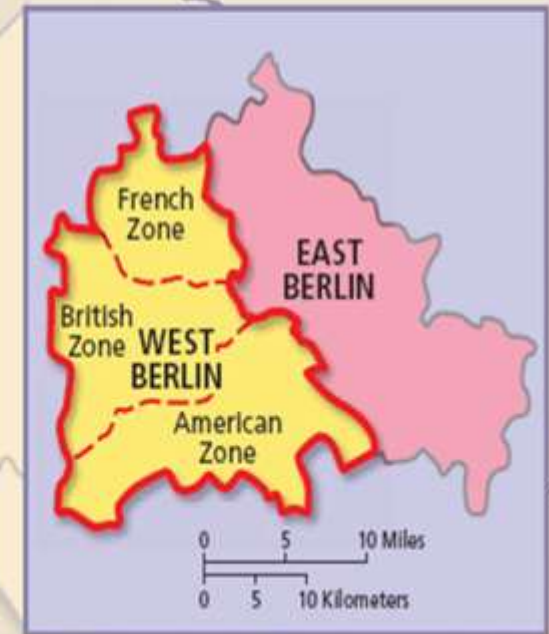 French
Zone
EAST
BERLIN
British
Zone
WEST
BERLIN
American
Zone
0 5 10 Miles
0 5 10 Kilometers